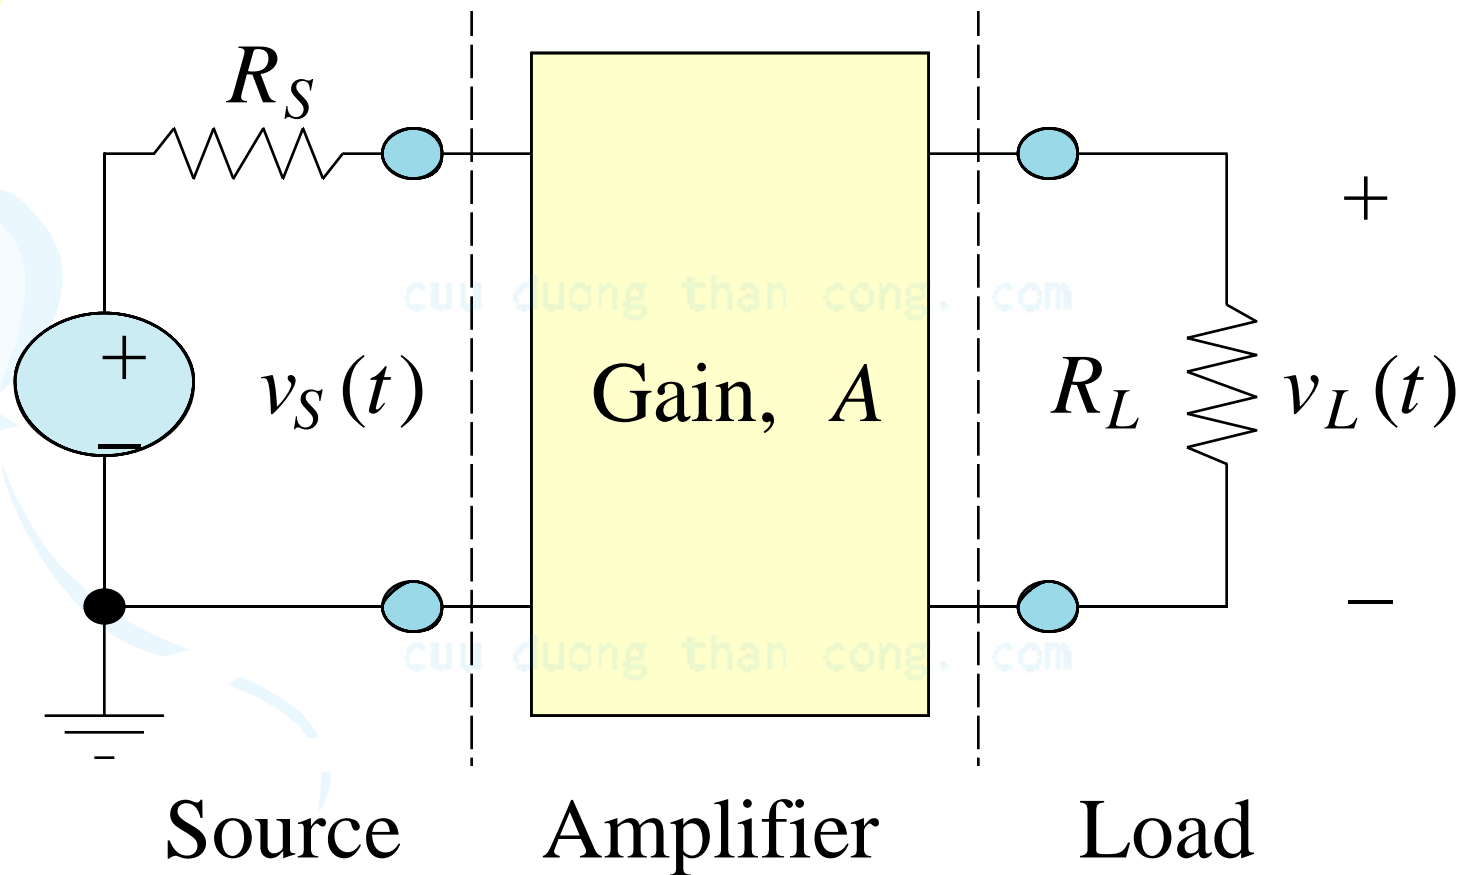 R_S
+
cuu duong than cong. com
+
v_S(t)
Gain, A
R_L
v_L(t)
−
−
cuu duong than cong. com
Source Amplifier Load